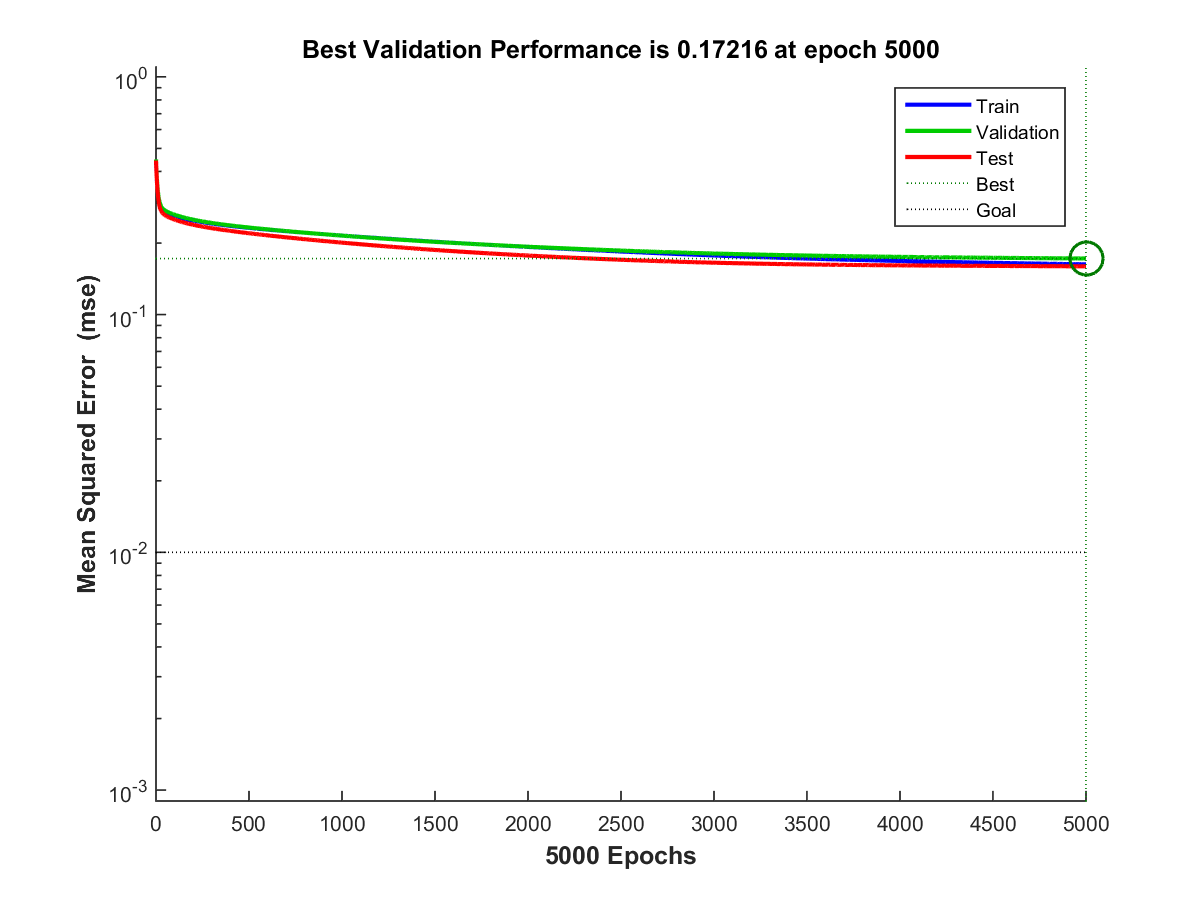 Best Validation Performance is 0.17216 at epoch 5000
10^0
10^-1
10^-2
10^-3
Mean Squared Error (mse)
Train
Validation
Test
Best
Goal
0 500 1000 1500 2000 2500 3000 3500 4000 4500 5000
5000 Epochs